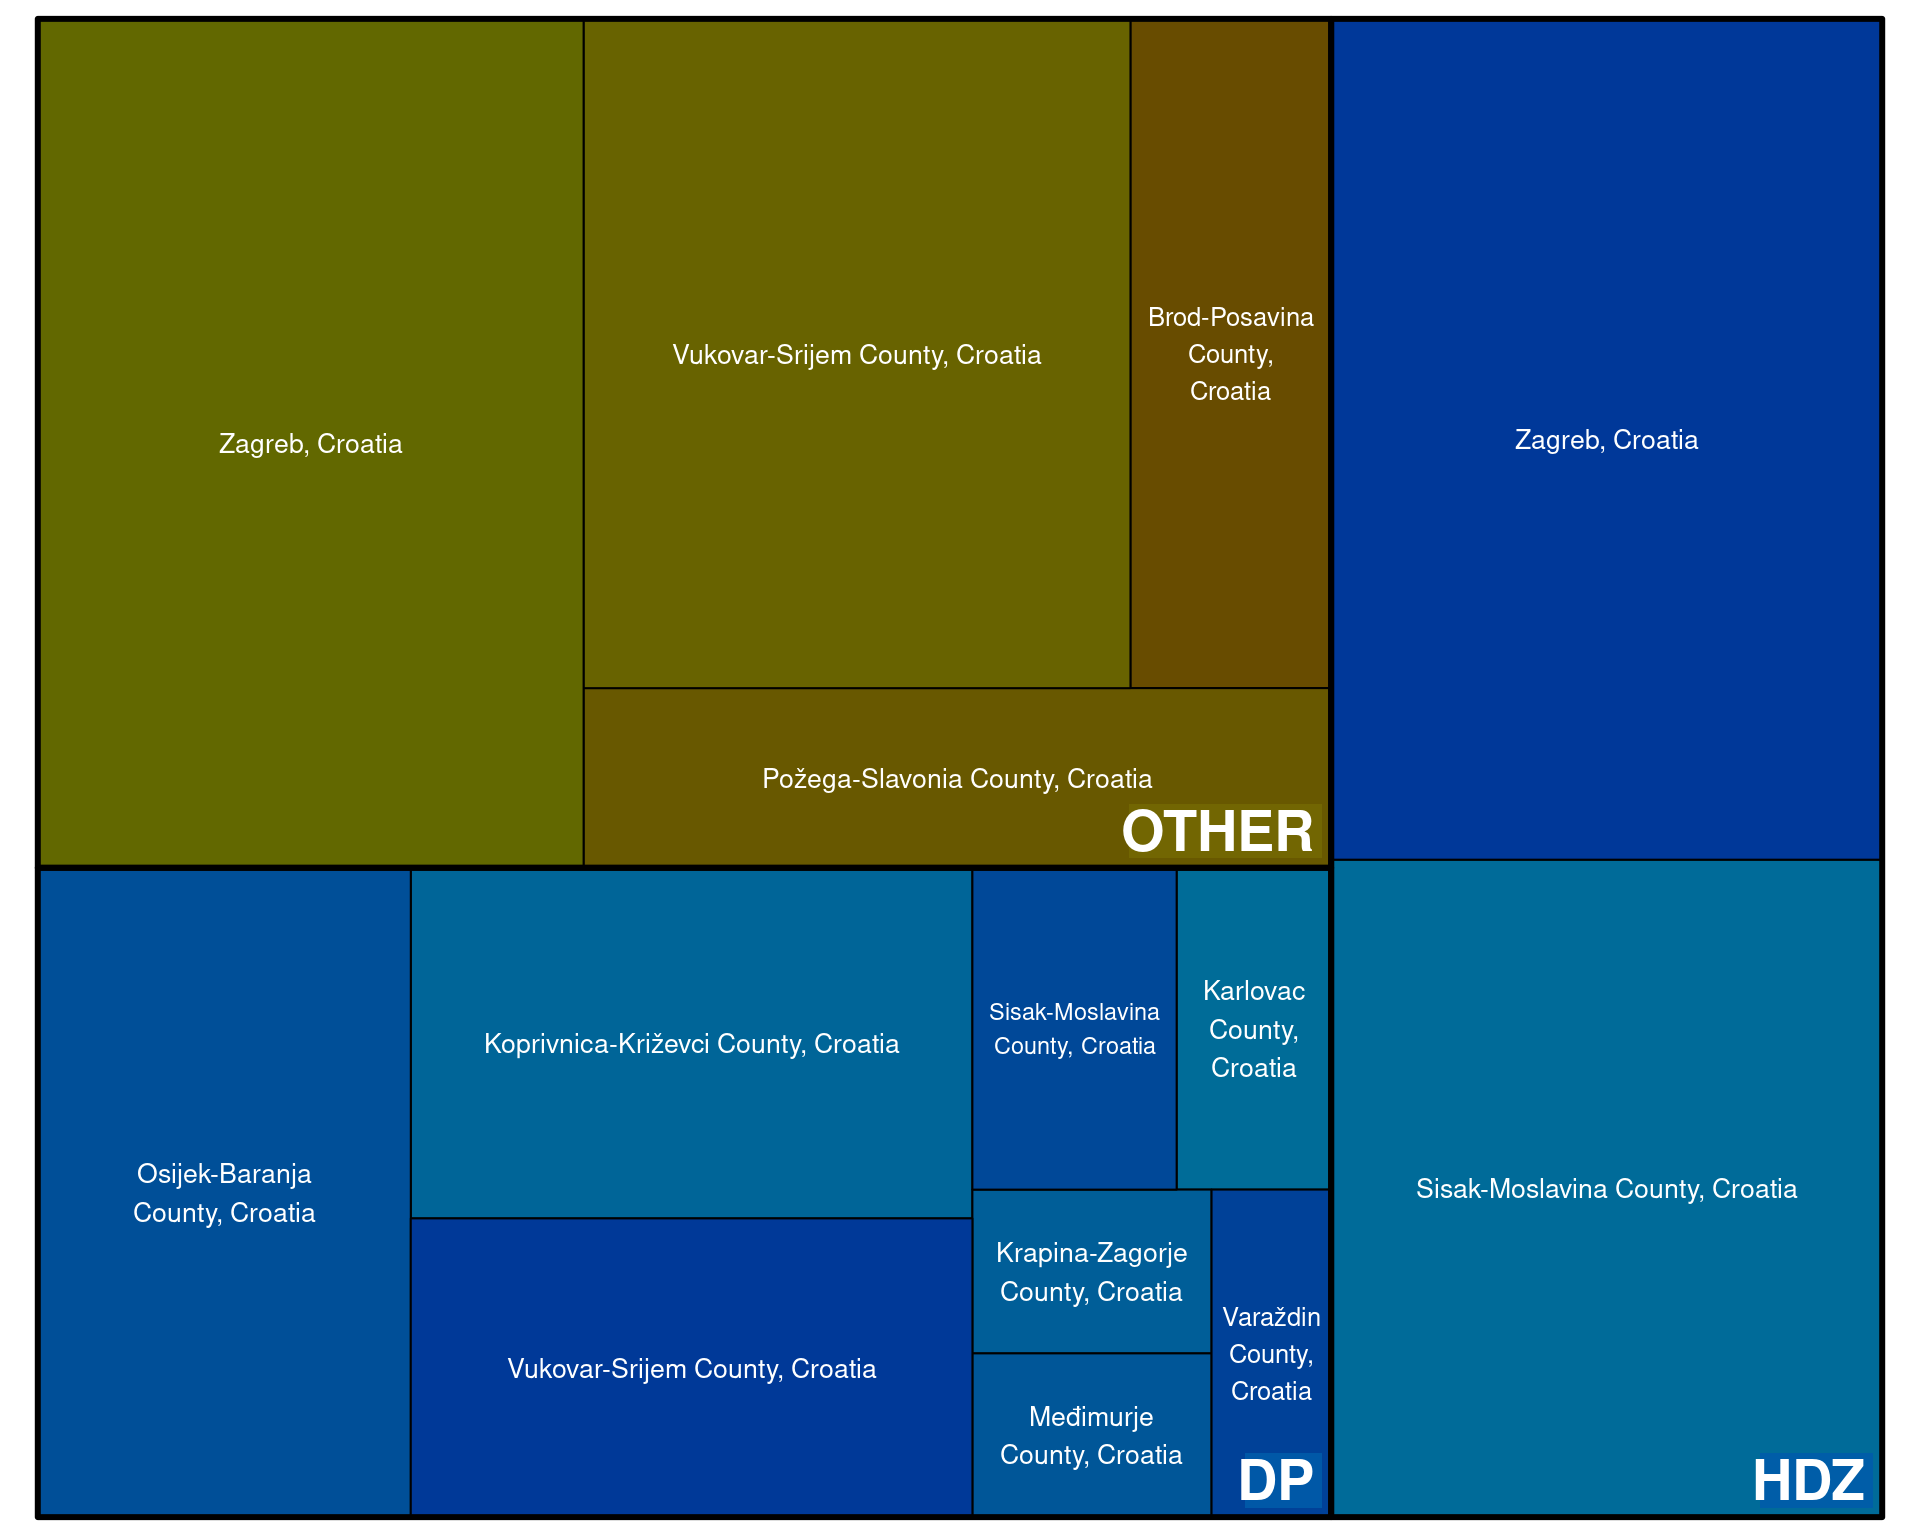 Zagreb, Croatia
Vukovar-Srijem County, Croatia
Brod-Posavina
County,
Croatia
Požega-Slavonia County, Croatia
OTHER
Zagreb, Croatia
Sisak-Moslavina County, Croatia
HDZ
Osijek-Baranja
County, Croatia
Koprivnica-Križevci County, Croatia
Vukovar-Srijem County, Croatia
Sisak-Moslavina
County, Croatia
Karlovac
County,
Croatia
Krapina-Zagorje
County, Croatia
Međimurje
County, Croatia
Varaždin
County,
Croatia
DP